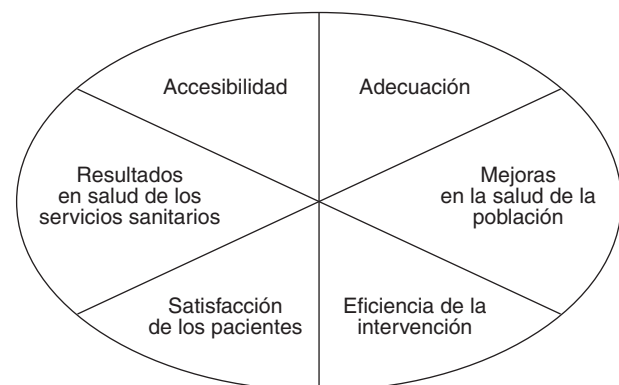 Accesibilidad
Adecuación
Resultados
en salud de los
servicios sanitarios
Mejoras
en la salud de la
población
Satisfacción
de los pacientes
Eficiencia de la
intervención